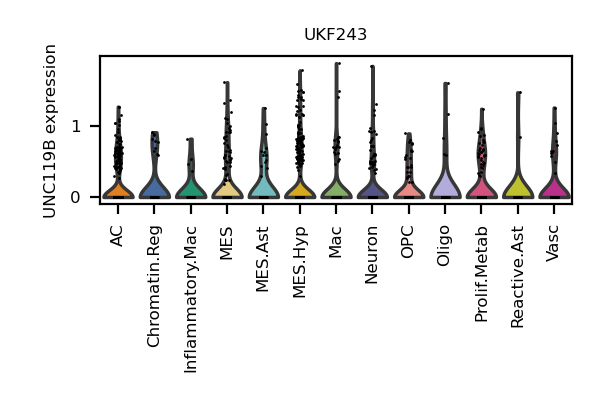 UKF243
UNC119B expression
1
0
AC
Chromatin.Reg
Inflammatory.Mac
MES
MES.Ast
MES.Hyp
Mac
Neuron
OPC
Oligo
Prolif.Metab
Reactive.Ast
Vasc